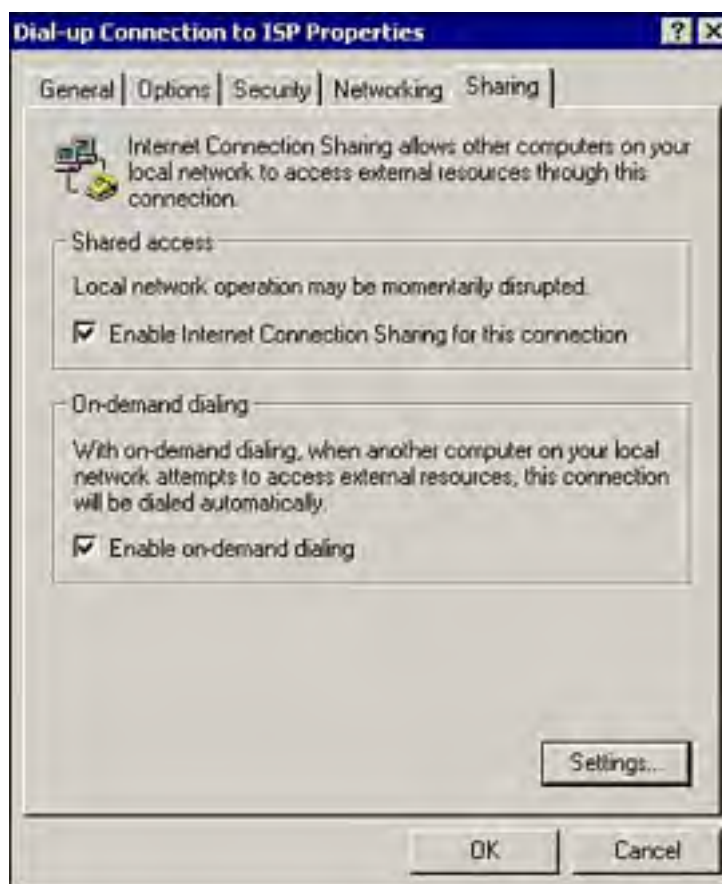 Dial-up Connection to ISP Properties
General Options Security Networking Sharing
Internet Connection Sharing allows other computers on your
local network to access external resources through this
connection.
Shared access
Local network operation may be momentarily disrupted.
Enable Internet Connection Sharing for this connection
On-demand dialing
With on-demand dialing, when another computer on your local
network attempts to access external resources, this connection
will be dialed automatically.
Enable on-demand dialing
Settings...
OK Cancel